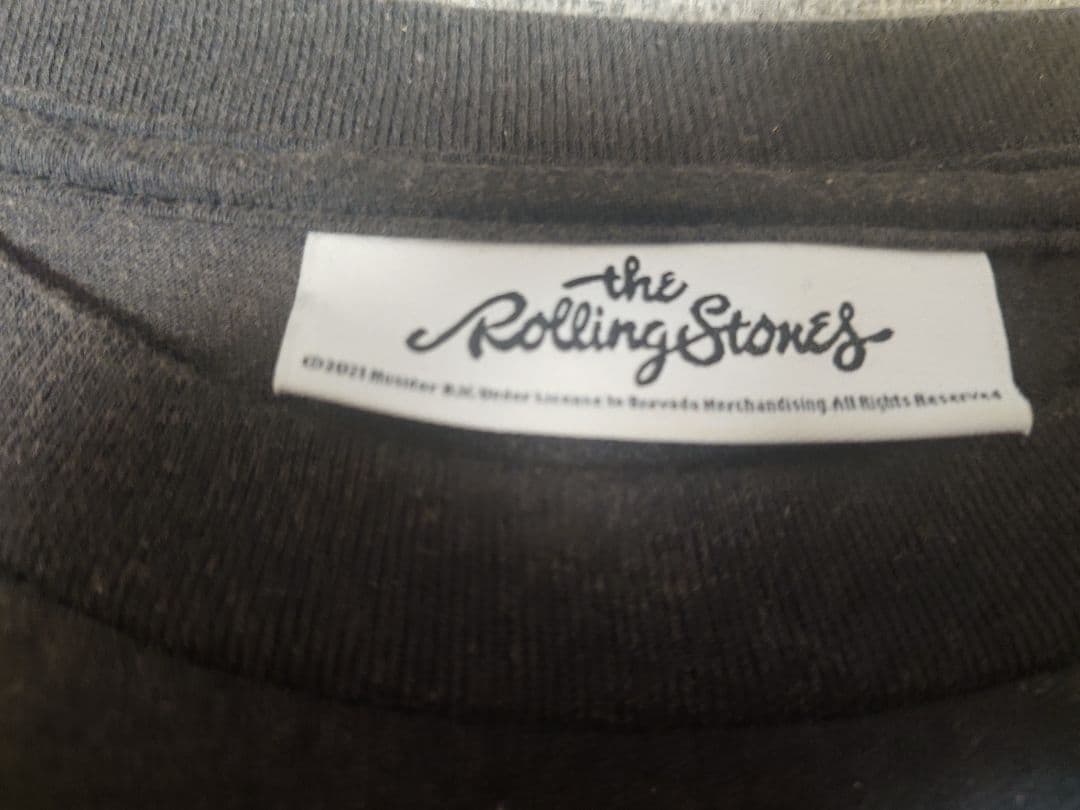 the
Rolling Stones
©2021 Musidor B.V. Under License to Bravado Merchandising All Rights Reserved